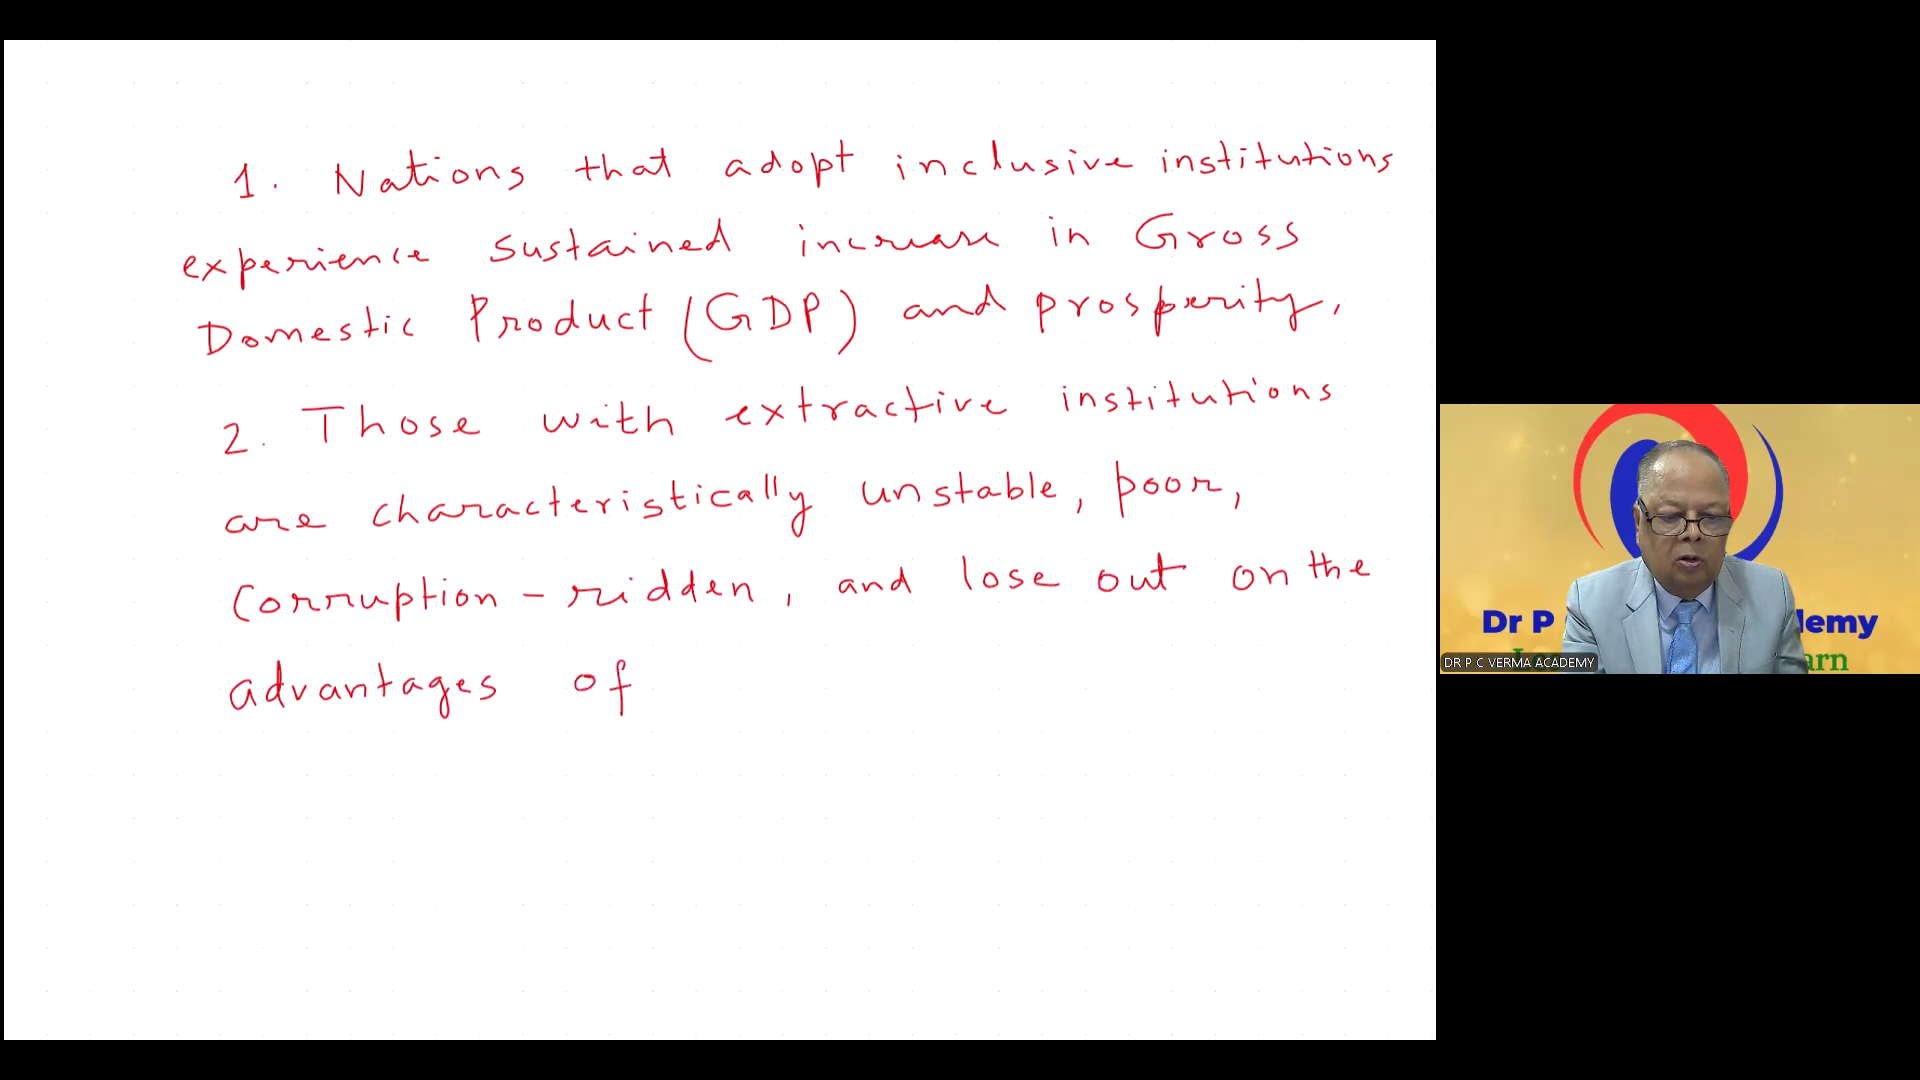 1. Nations that adopt inclusive institutions
experience sustained increase in Gross
Domestic Product (GDP) and prosperity.
2. Those with extractive institutions
are characteristically unstable, poor,
corruption-ridden, and lose out on the
advantages of
Dr P
demy
arn
DR P C VERMA ACADEMY